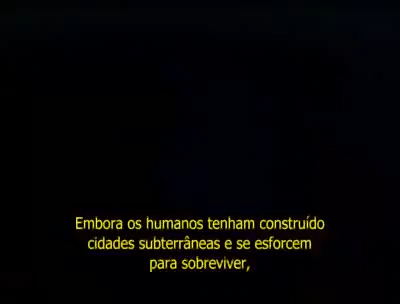 Embora os humanos tenham construído
cidades subterrâneas e se esforcem
para sobreviver,